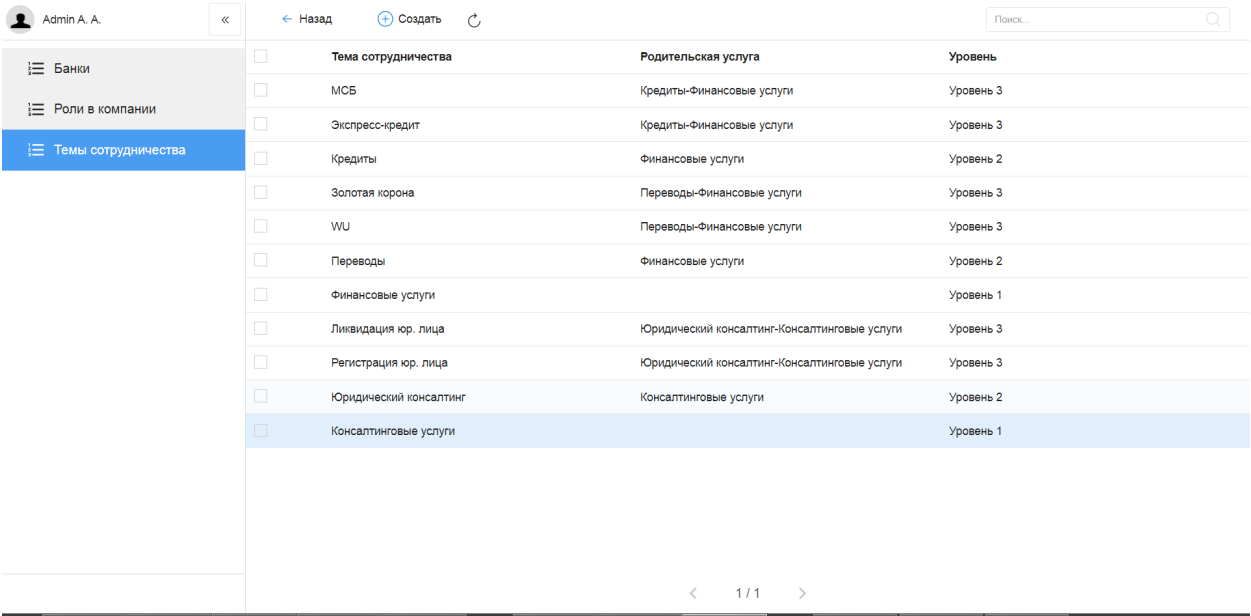 Admin A. A.
«
Назад
Создать
Поиск...
Банки
Роли в компании
Темы сотрудничества
Тема сотрудничества Родительская услуга Уровень
МСБ Кредиты-Финансовые услуги Уровень 3
Экспресс-кредит Кредиты-Финансовые услуги Уровень 3
Кредиты Финансовые услуги Уровень 2
Золотая корона Переводы-Финансовые услуги Уровень 3
WU Переводы-Финансовые услуги Уровень 3
Переводы Финансовые услуги Уровень 2
Финансовые услуги Уровень 1
Ликвидация юр. лица Юридический консалтинг-Консалтинговые услуги Уровень 3
Регистрация юр. лица Юридический консалтинг-Консалтинговые услуги Уровень 3
Юридический консалтинг Консалтинговые услуги Уровень 2
Консалтинговые услуги Уровень 1
1 / 1